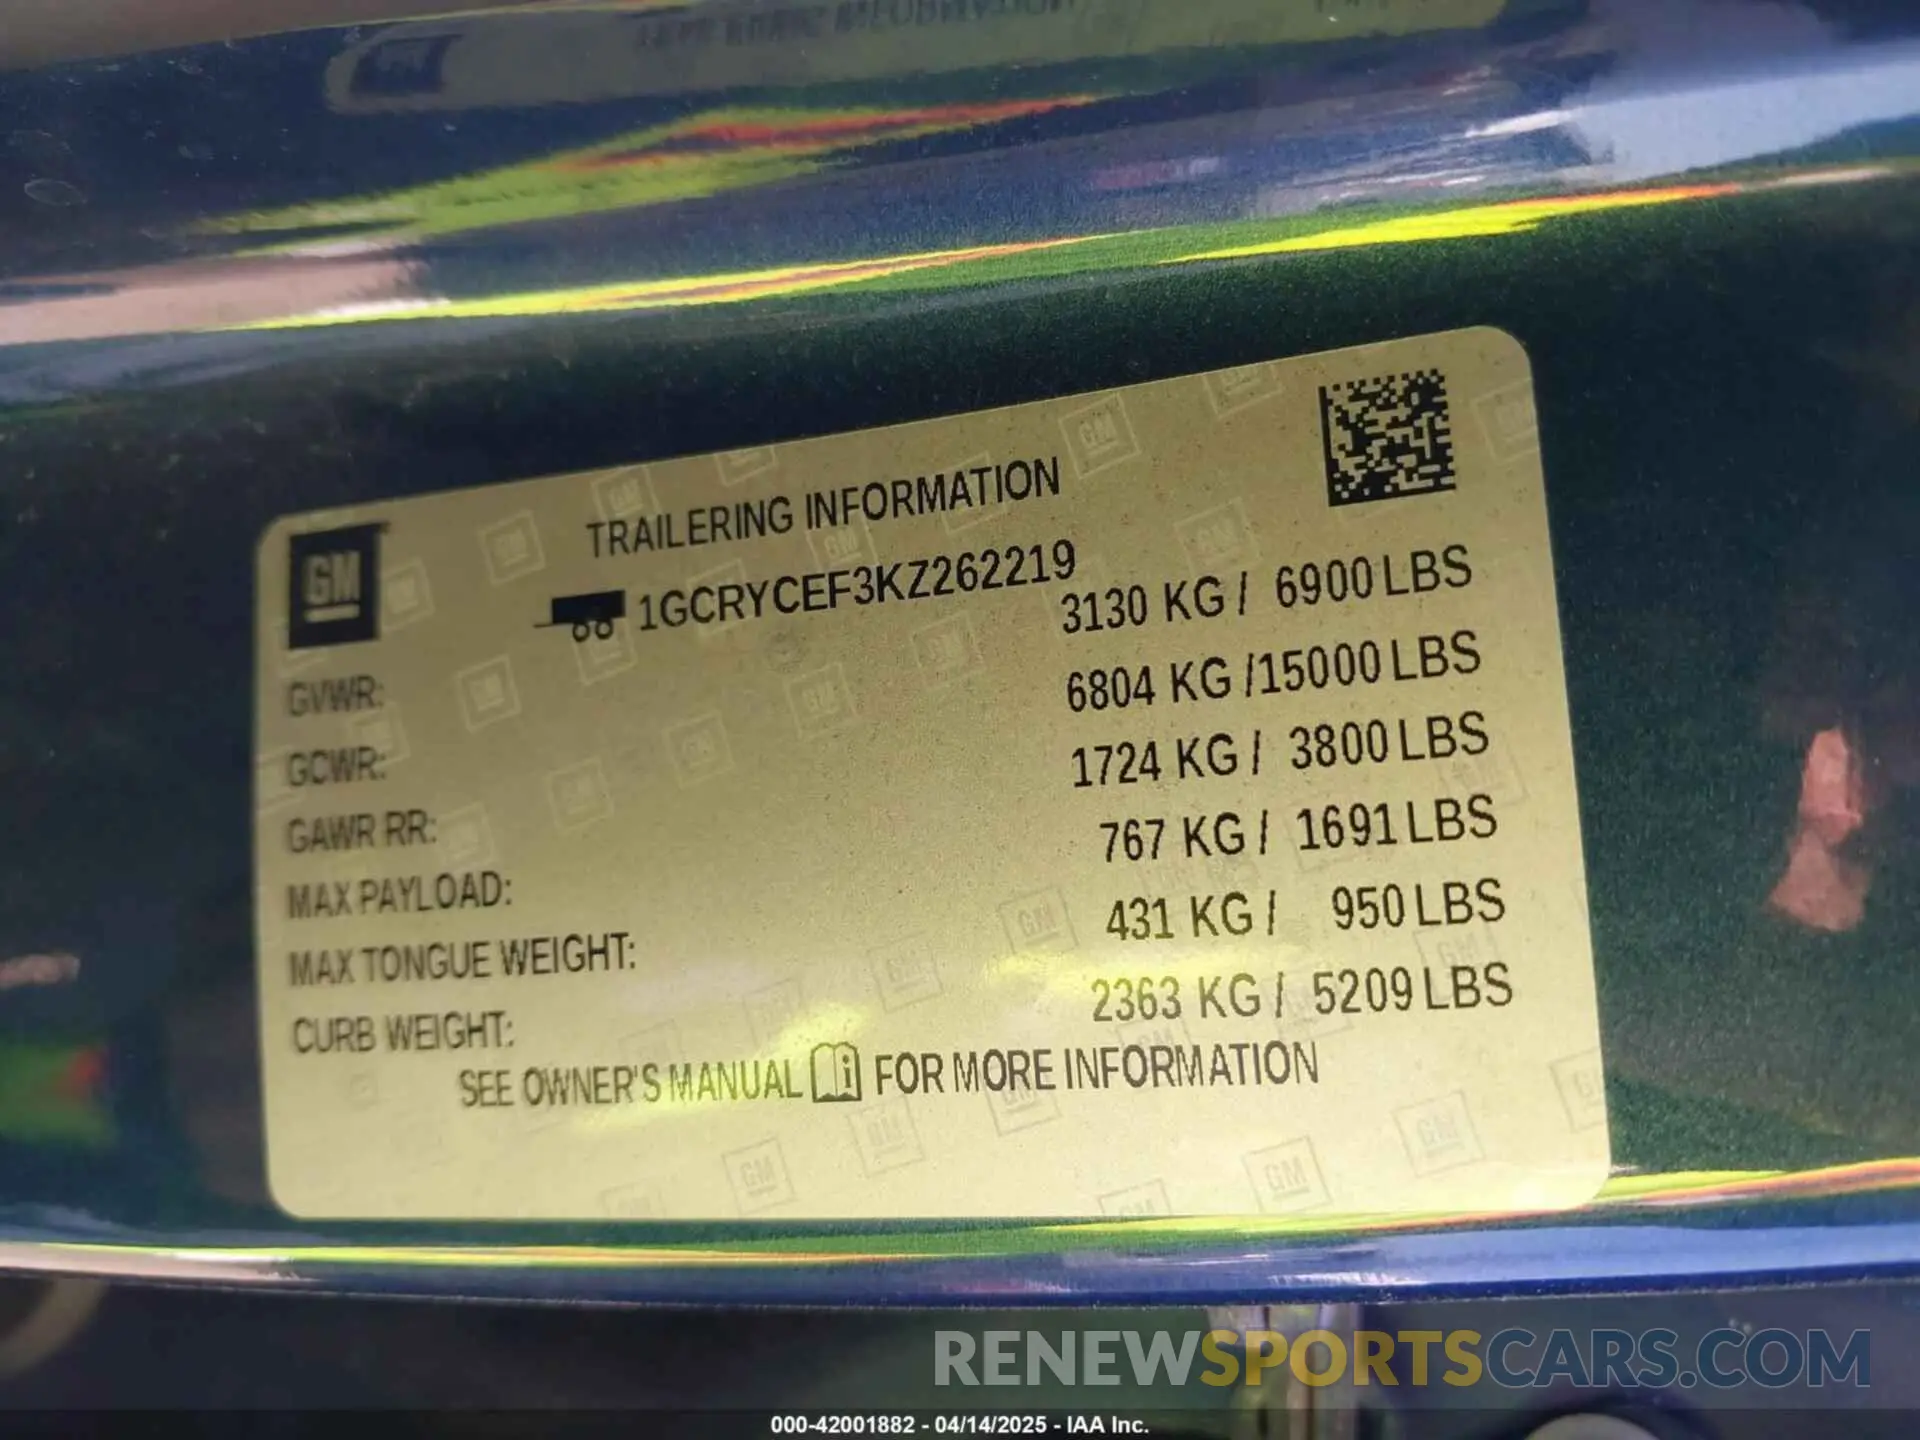 TRAILERING INFORMATION
GM
1GCRYCEF3KZ262219
GVWR: 3130 KG / 6900 LBS
GCWR: 6804 KG /15000 LBS
GAWR RR: 1724 KG / 3800 LBS
MAX PAYLOAD: 767 KG / 1691 LBS
MAX TONGUE WEIGHT: 431 KG / 950 LBS
CURB WEIGHT: 2363 KG / 5209 LBS
SEE OWNER'S MANUAL i FOR MORE INFORMATION
RENEWSPORTSCARS.COM
000-42001882 - 04/14/2025 - IAA Inc.